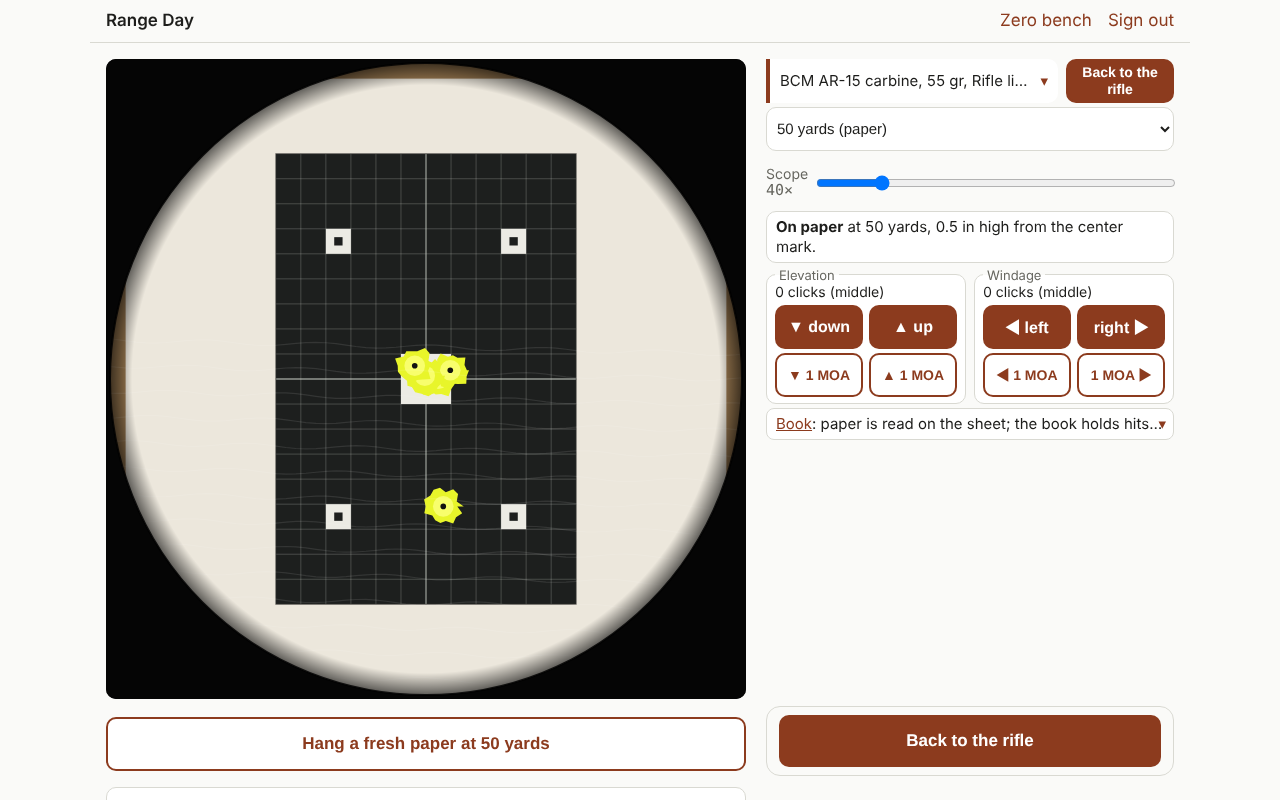 Range Day
Zero bench
Sign out
BCM AR-15 carbine, 55 gr, Rifle li... ▼
Back to the
rifle
50 yards (paper)
Scope
40×
On paper at 50 yards, 0.5 in high from the center
mark.
Elevation
0 clicks (middle)
▼ down
▲ up
▼ 1 MOA
▲ 1 MOA
Windage
0 clicks (middle)
◀ left
right ▶
◀ 1 MOA
1 MOA ▶
Book: paper is read on the sheet; the book holds hits...▼
Hang a fresh paper at 50 yards
Back to the rifle